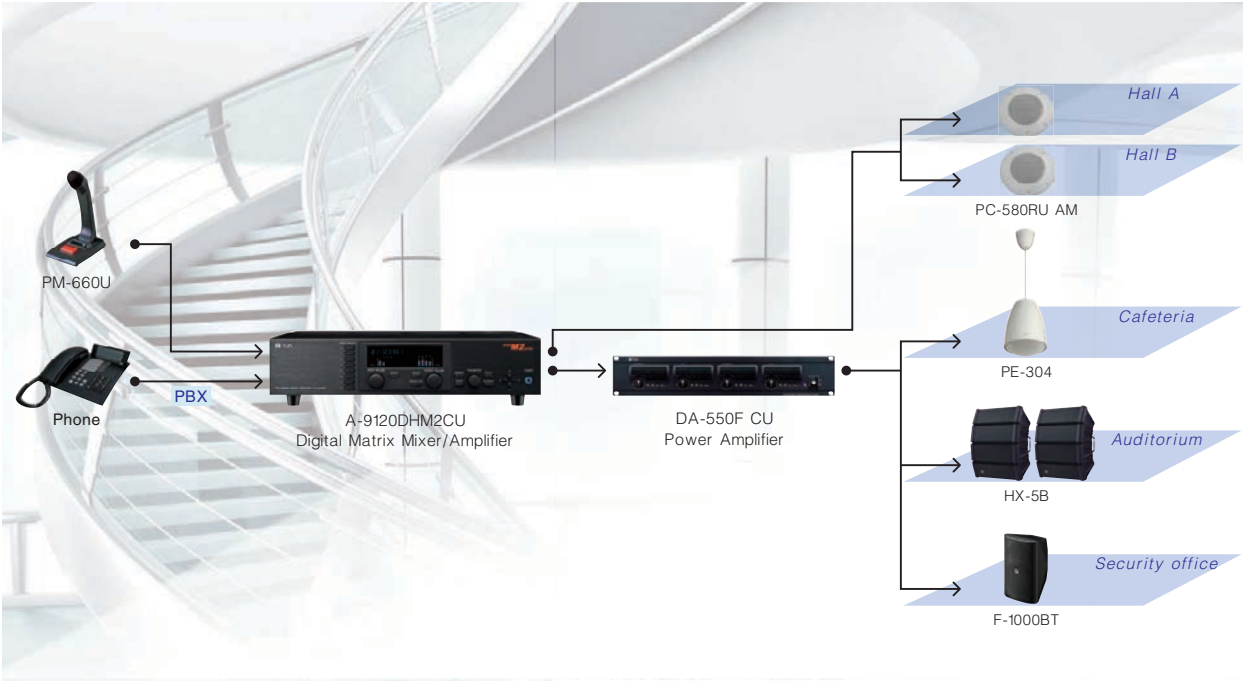 Hall A
Hall B
PC-580RU AM
PM-660U
Cafeteria
PE-304
PBX
Phone
A-9120DHM2CU
Digital Matrix Mixer/Amplifier
DA-550F CU
Power Amplifier
Auditorium
HX-5B
Security office
F-1000BT